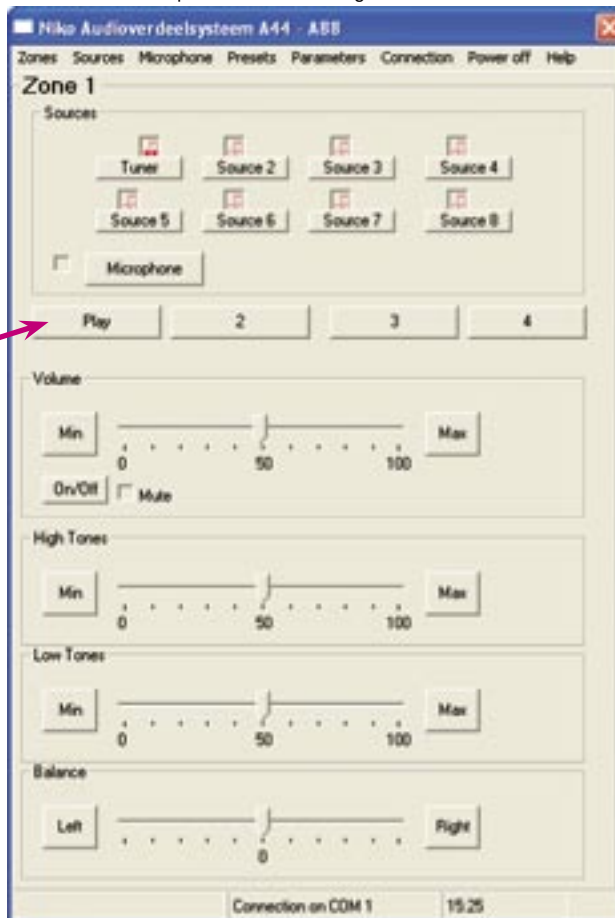 Niko Audioverdeelsysteem A44 - A88
Zones Sources Microphone Presets Parameters Connection Power off Help
Zone 1
Sources
Tuner Source 2 Source 3 Source 4
Source 5 Source 6 Source 7 Source 8
Microphone
Play 2 3 4
Volume
Min Max
0 50 100
On/Off Mute
High Tones
Min Max
0 50 100
Low Tones
Min Max
0 50 100
Balance
Left Right
0
Connection on COM 1 15:25